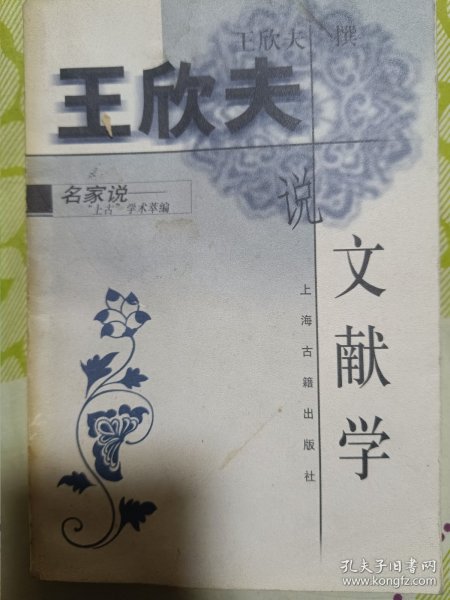 王欣夫 撰
王欣夫
说
文献学
名家说——
“上古”学术萃编
上海古籍出版社
孔夫子旧书网
www.kongfz.com